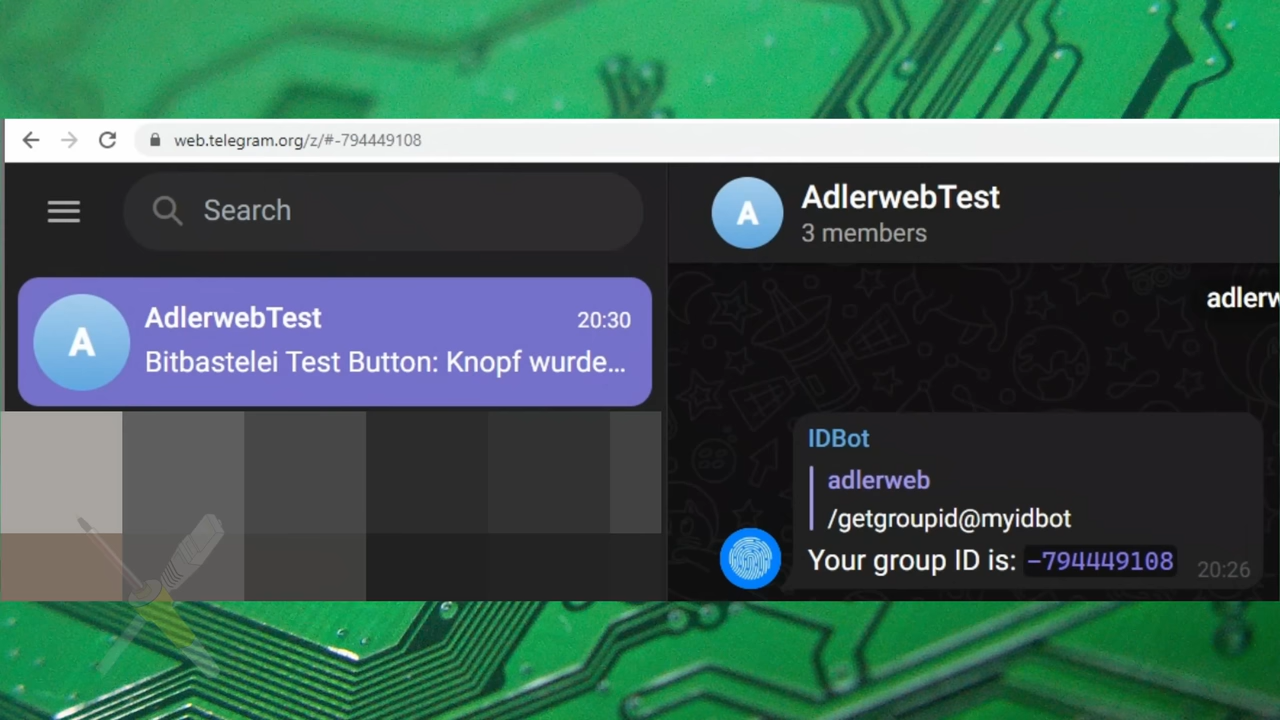 web.telegram.org/z/#-794449108
Search
A
AdlerwebTest
20:30
Bitbastelei Test Button: Knopf wurde...
A
AdlerwebTest
3 members
adlerw
IDBot
adlerweb
/getgroupid@myidbot
Your group ID is: -794449108
20:26